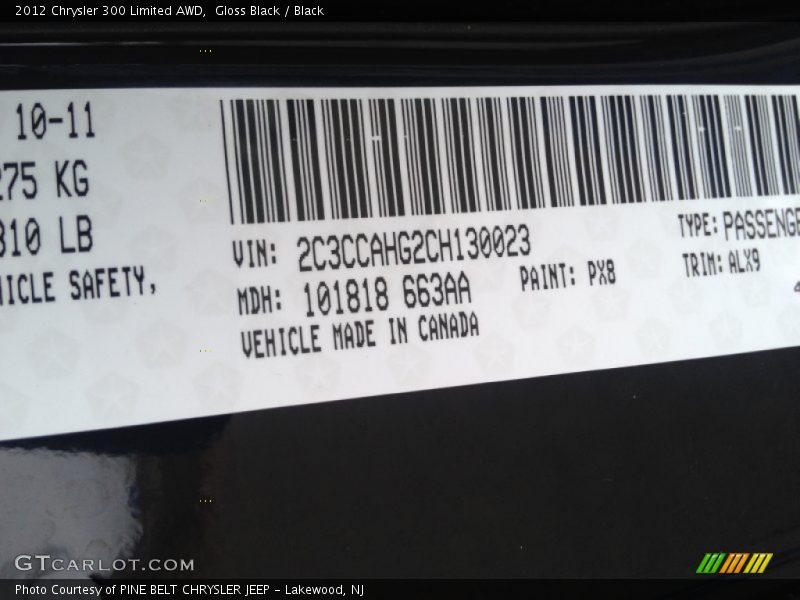 2012 Chrysler 300 Limited AWD,  Gloss Black / Black
10-11
275 KG
310 LB
VEHICLE SAFETY,
VIN: 2C3CCAHG2CH130023
MDH: 101818 663AA
VEHICLE MADE IN CANADA
PAINT: PX8
TYPE: PASSENGE
TRIM: ALX9
GTCARLOT.COM
Photo Courtesy of PINE BELT CHRYSLER JEEP - Lakewood, NJ